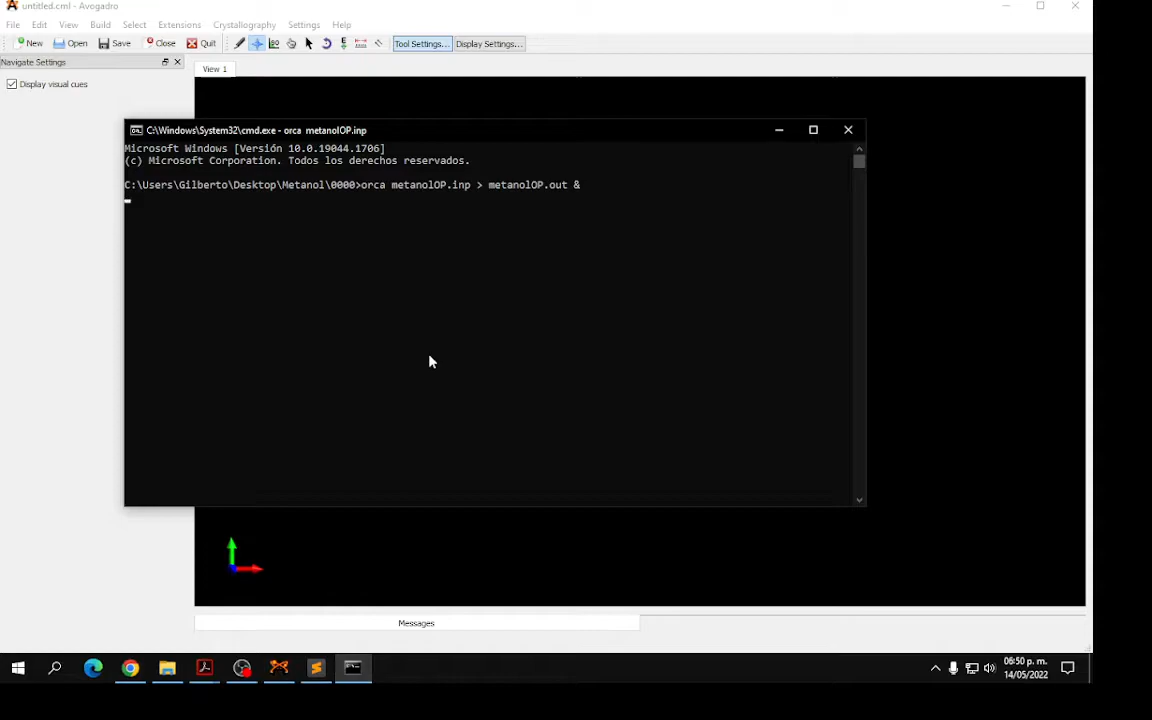 untitled.cml - Avogadro
File Edit View Build Select Extensions Crystallography Settings Help
New Open Save Close Quit Tool Settings... Display Settings...
Navigate Settings
View 1
Display visual cues
C:\Windows\System32\cmd.exe - orca metanolOP.inp
Microsoft Windows [Versión 10.0.19044.1706]
(c) Microsoft Corporation. Todos los derechos reservados.
C:\Users\Gilberto\Desktop\Metanol\0000>orca metanolOP.inp > metanolOP.out &
Messages
06:50 p. m.
14/05/2022